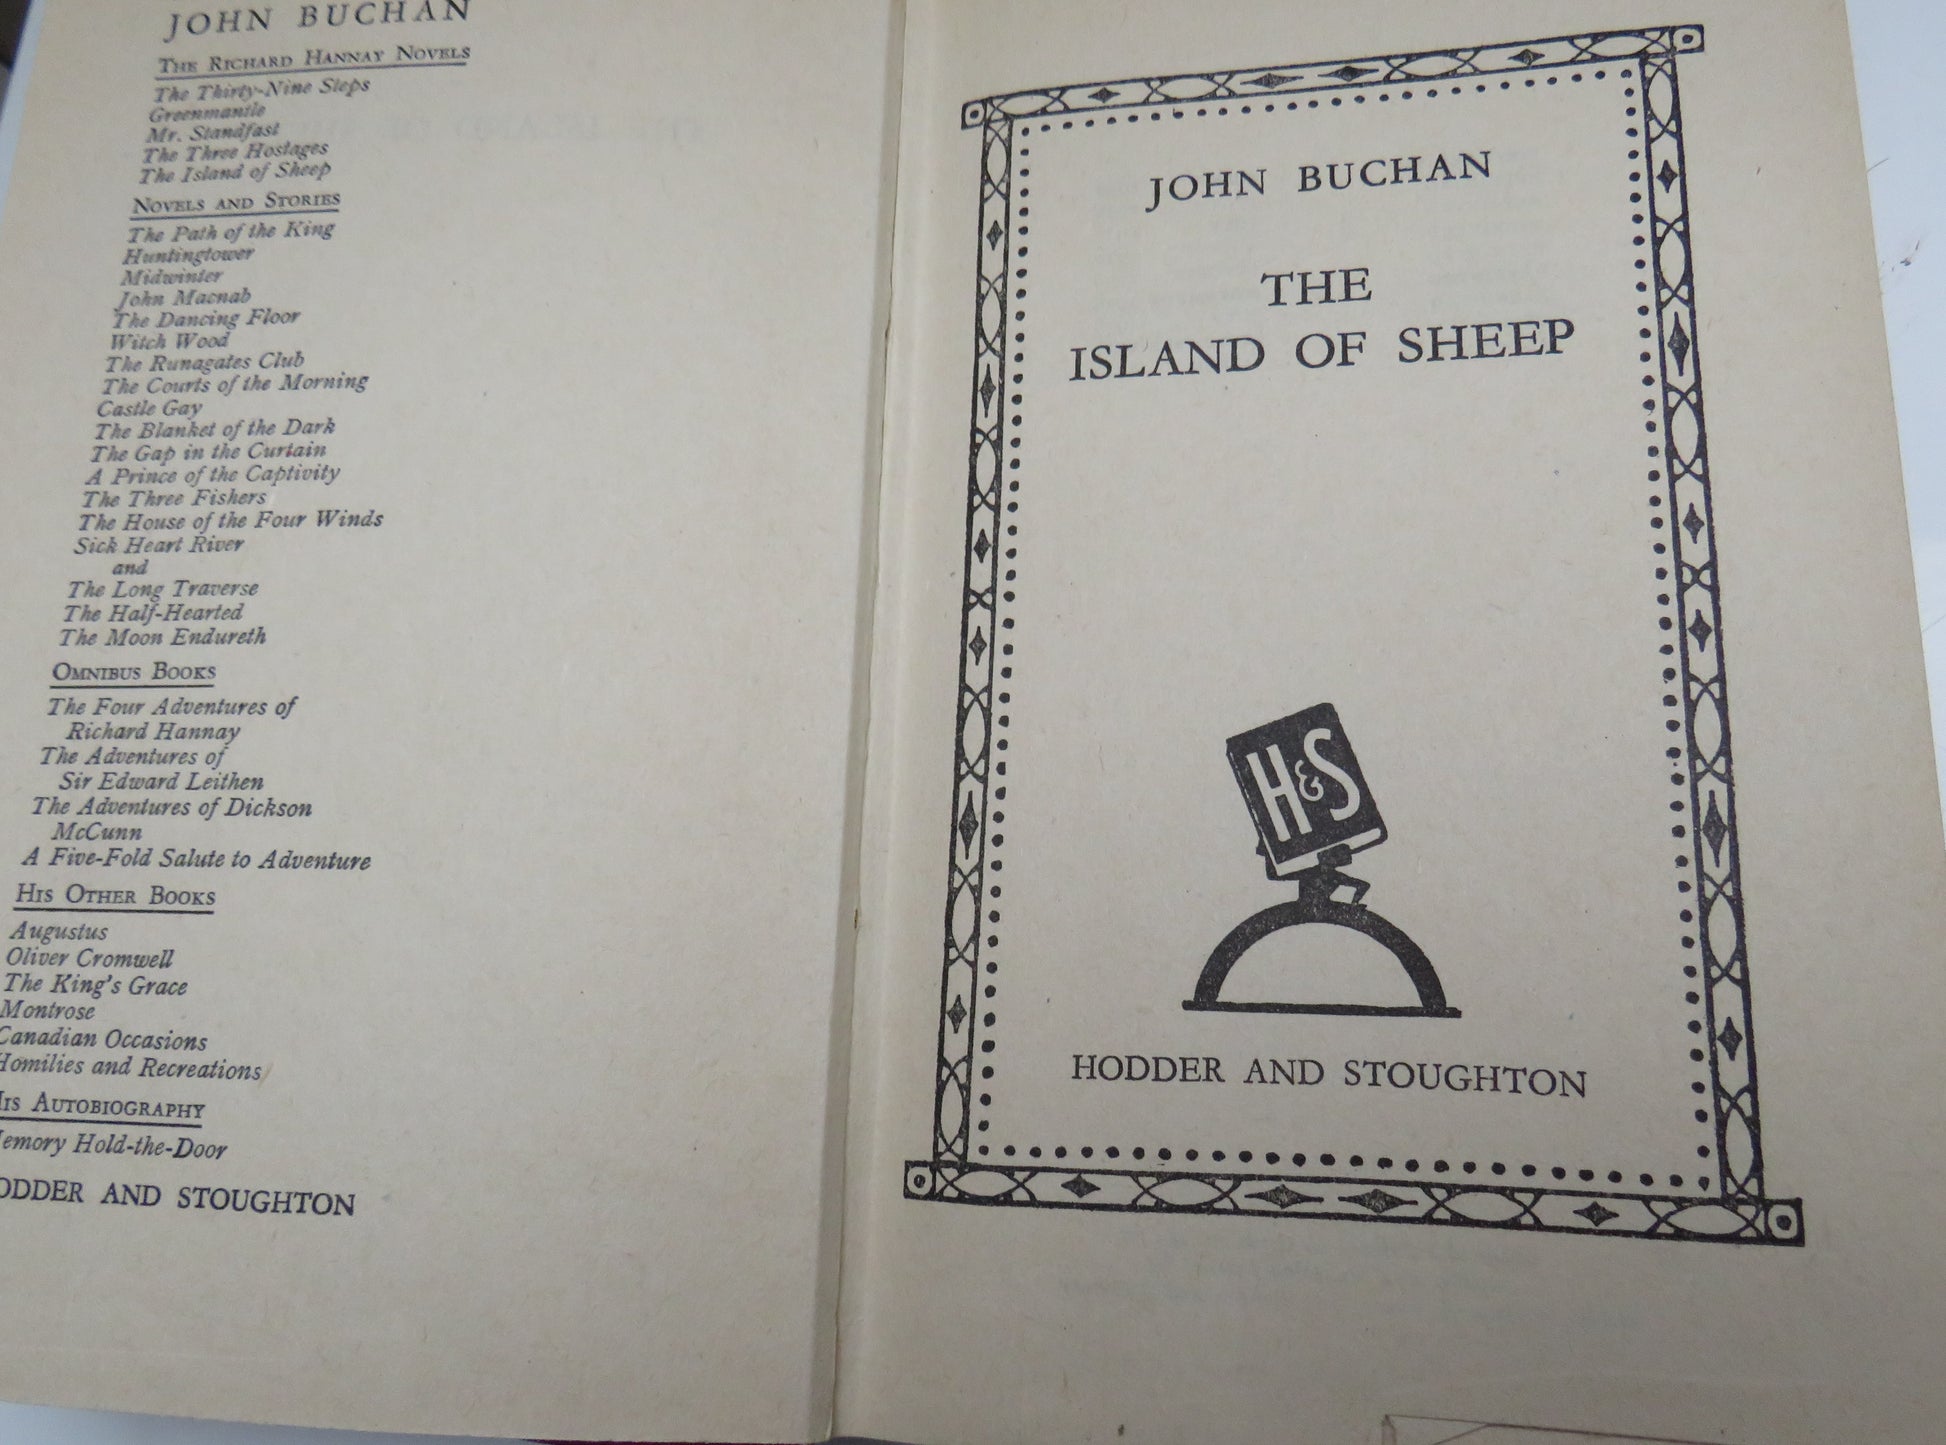 JOHN BUCHAN
THE RICHARD HANNAY NOVELS
The Thirty-Nine Steps
Greenmantle
Mr. Standfast
The Three Hostages
The Island of Sheep
NOVELS AND STORIES
The Path of the King
Huntingtower
Midwinter
John Macnab
The Dancing Floor
Witch Wood
The Runagates Club
The Courts of the Morning
Castle Gay
The Blanket of the Dark
The Gap in the Curtain
A Prince of the Captivity
The Three Fishers
The House of the Four Winds
Sick Heart River
and
The Long Traverse
The Half-Hearted
The Moon Endureth
OMNIBUS BOOKS
The Four Adventures of
Richard Hannay
The Adventures of
Sir Edward Leithen
The Adventures of Dickson
McCunn
A Five-Fold Salute to Adventure
HIS OTHER BOOKS
Augustus
Oliver Cromwell
The King's Grace
Montrose
Canadian Occasions
Homilies and Recreations
IS AUTOBIOGRAPHY
emory Hold-the-Door
ODDER AND STOUGHTON
JOHN BUCHAN
THE
ISLAND OF SHEEP
H&S
HODDER AND STOUGHTON